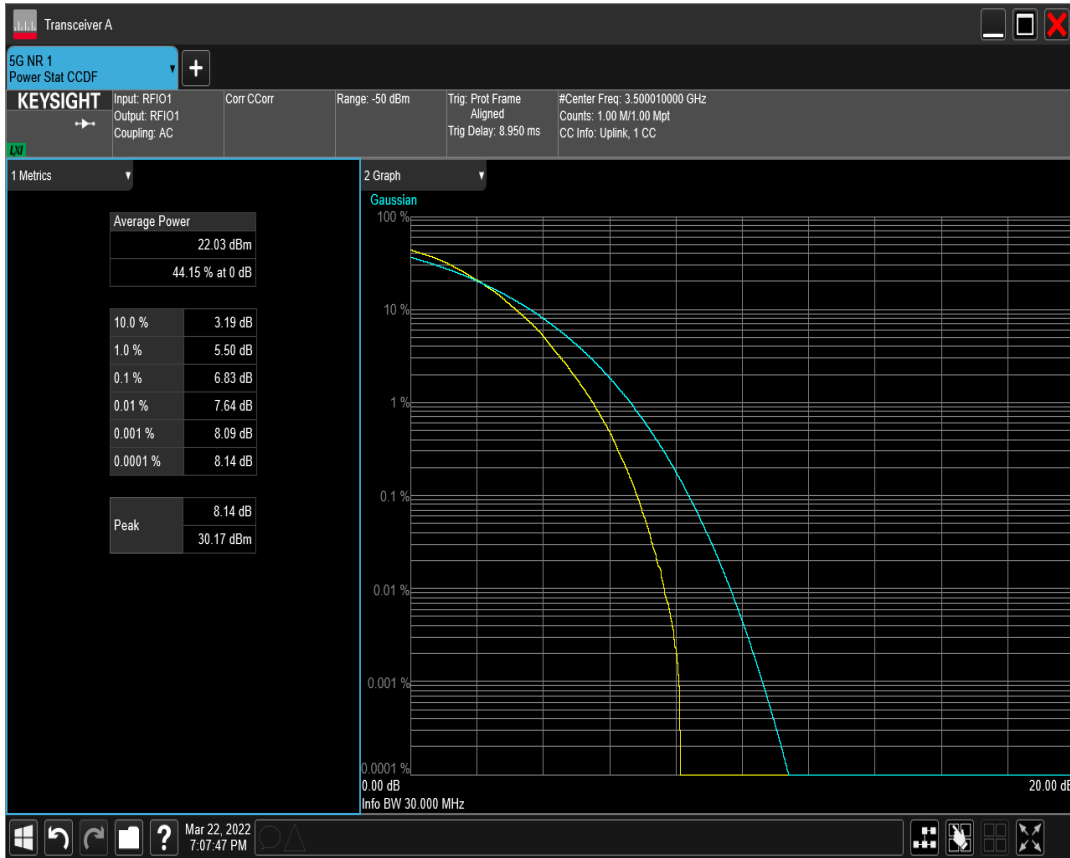 Transceiver A
5G NR 1
Power Stat CCDF
KEYSIGHT
LXI
Input: RFIO1
Output: RFIO1
Coupling: AC
Corr CCorr
Range: -50 dBm
Trig: Prot Frame
Aligned
Trig Delay: 8.950 ms
#Center Freq: 3.500010000 GHz
Counts: 1.00 M/1.00 Mpt
CC Info: Uplink, 1 CC
1 Metrics
Average Power
22.03 dBm
44.15 % at 0 dB
10.0 % 3.19 dB
1.0 % 5.50 dB
0.1 % 6.83 dB
0.01 % 7.64 dB
0.001 % 8.09 dB
0.0001 % 8.14 dB
Peak
8.14 dB
30.17 dBm
2 Graph
Gaussian
100 %
10 %
1 %
0.1 %
0.01 %
0.001 %
0.0001 %
0.00 dB 20.00 dB
Info BW 30.000 MHz
Mar 22, 2022
7:07:47 PM